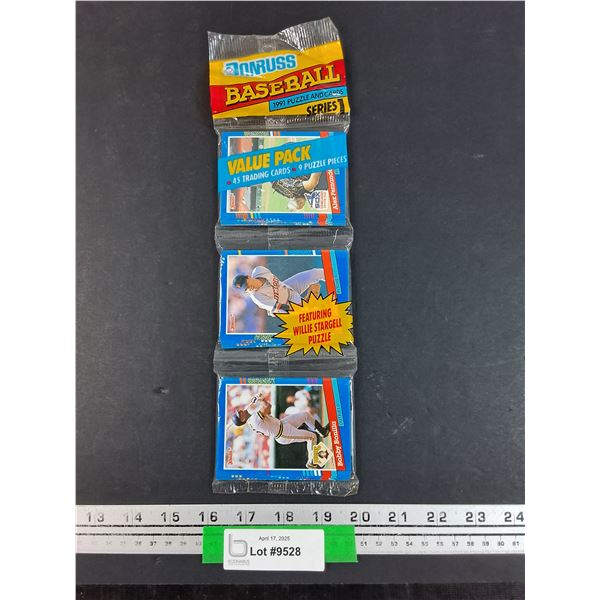 DONRUSS
BASEBALL
1991 PUZZLE AND CARDS
SERIES 1
VALUE PACK
45 TRADING CARDS • 9 PUZZLE PIECES
SOX
FEATURING
WILLIE STARGELL
PUZZLE
Bobby Bonilla
13 14 15 16 17 18 19 20 21 22 23 24
April 17, 2025
Lot #9528